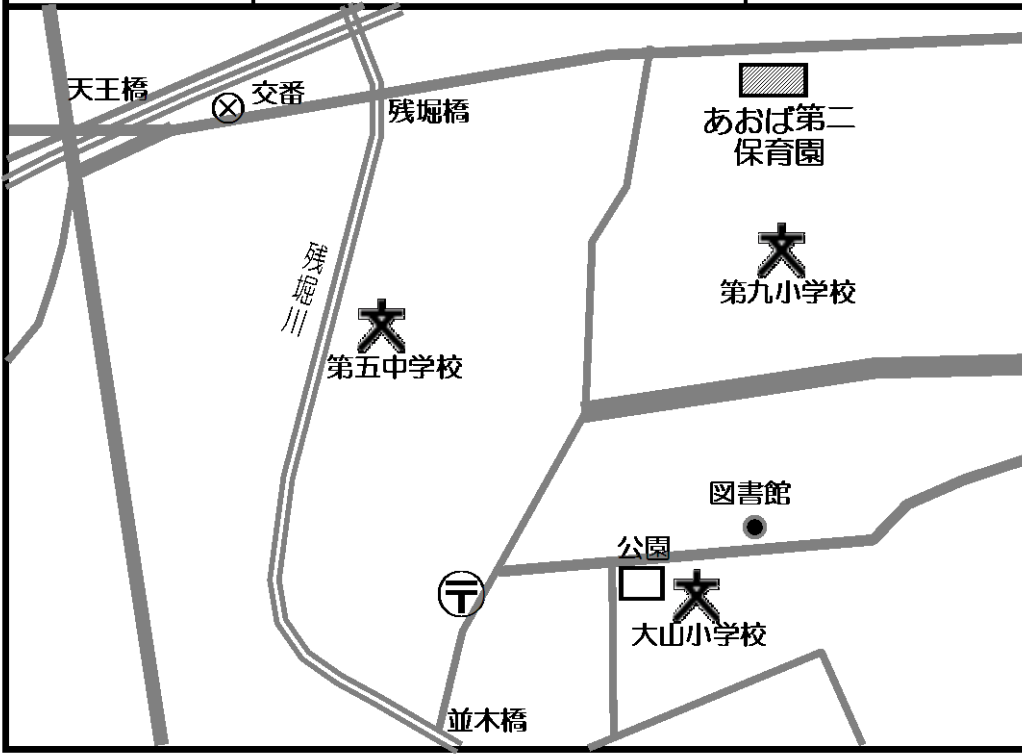 天王橋
交番
残堀橋
あおば第二
保育園
残堀川
第九小学校
第五中学校
図書館
公園
〒
大山小学校
並木橋